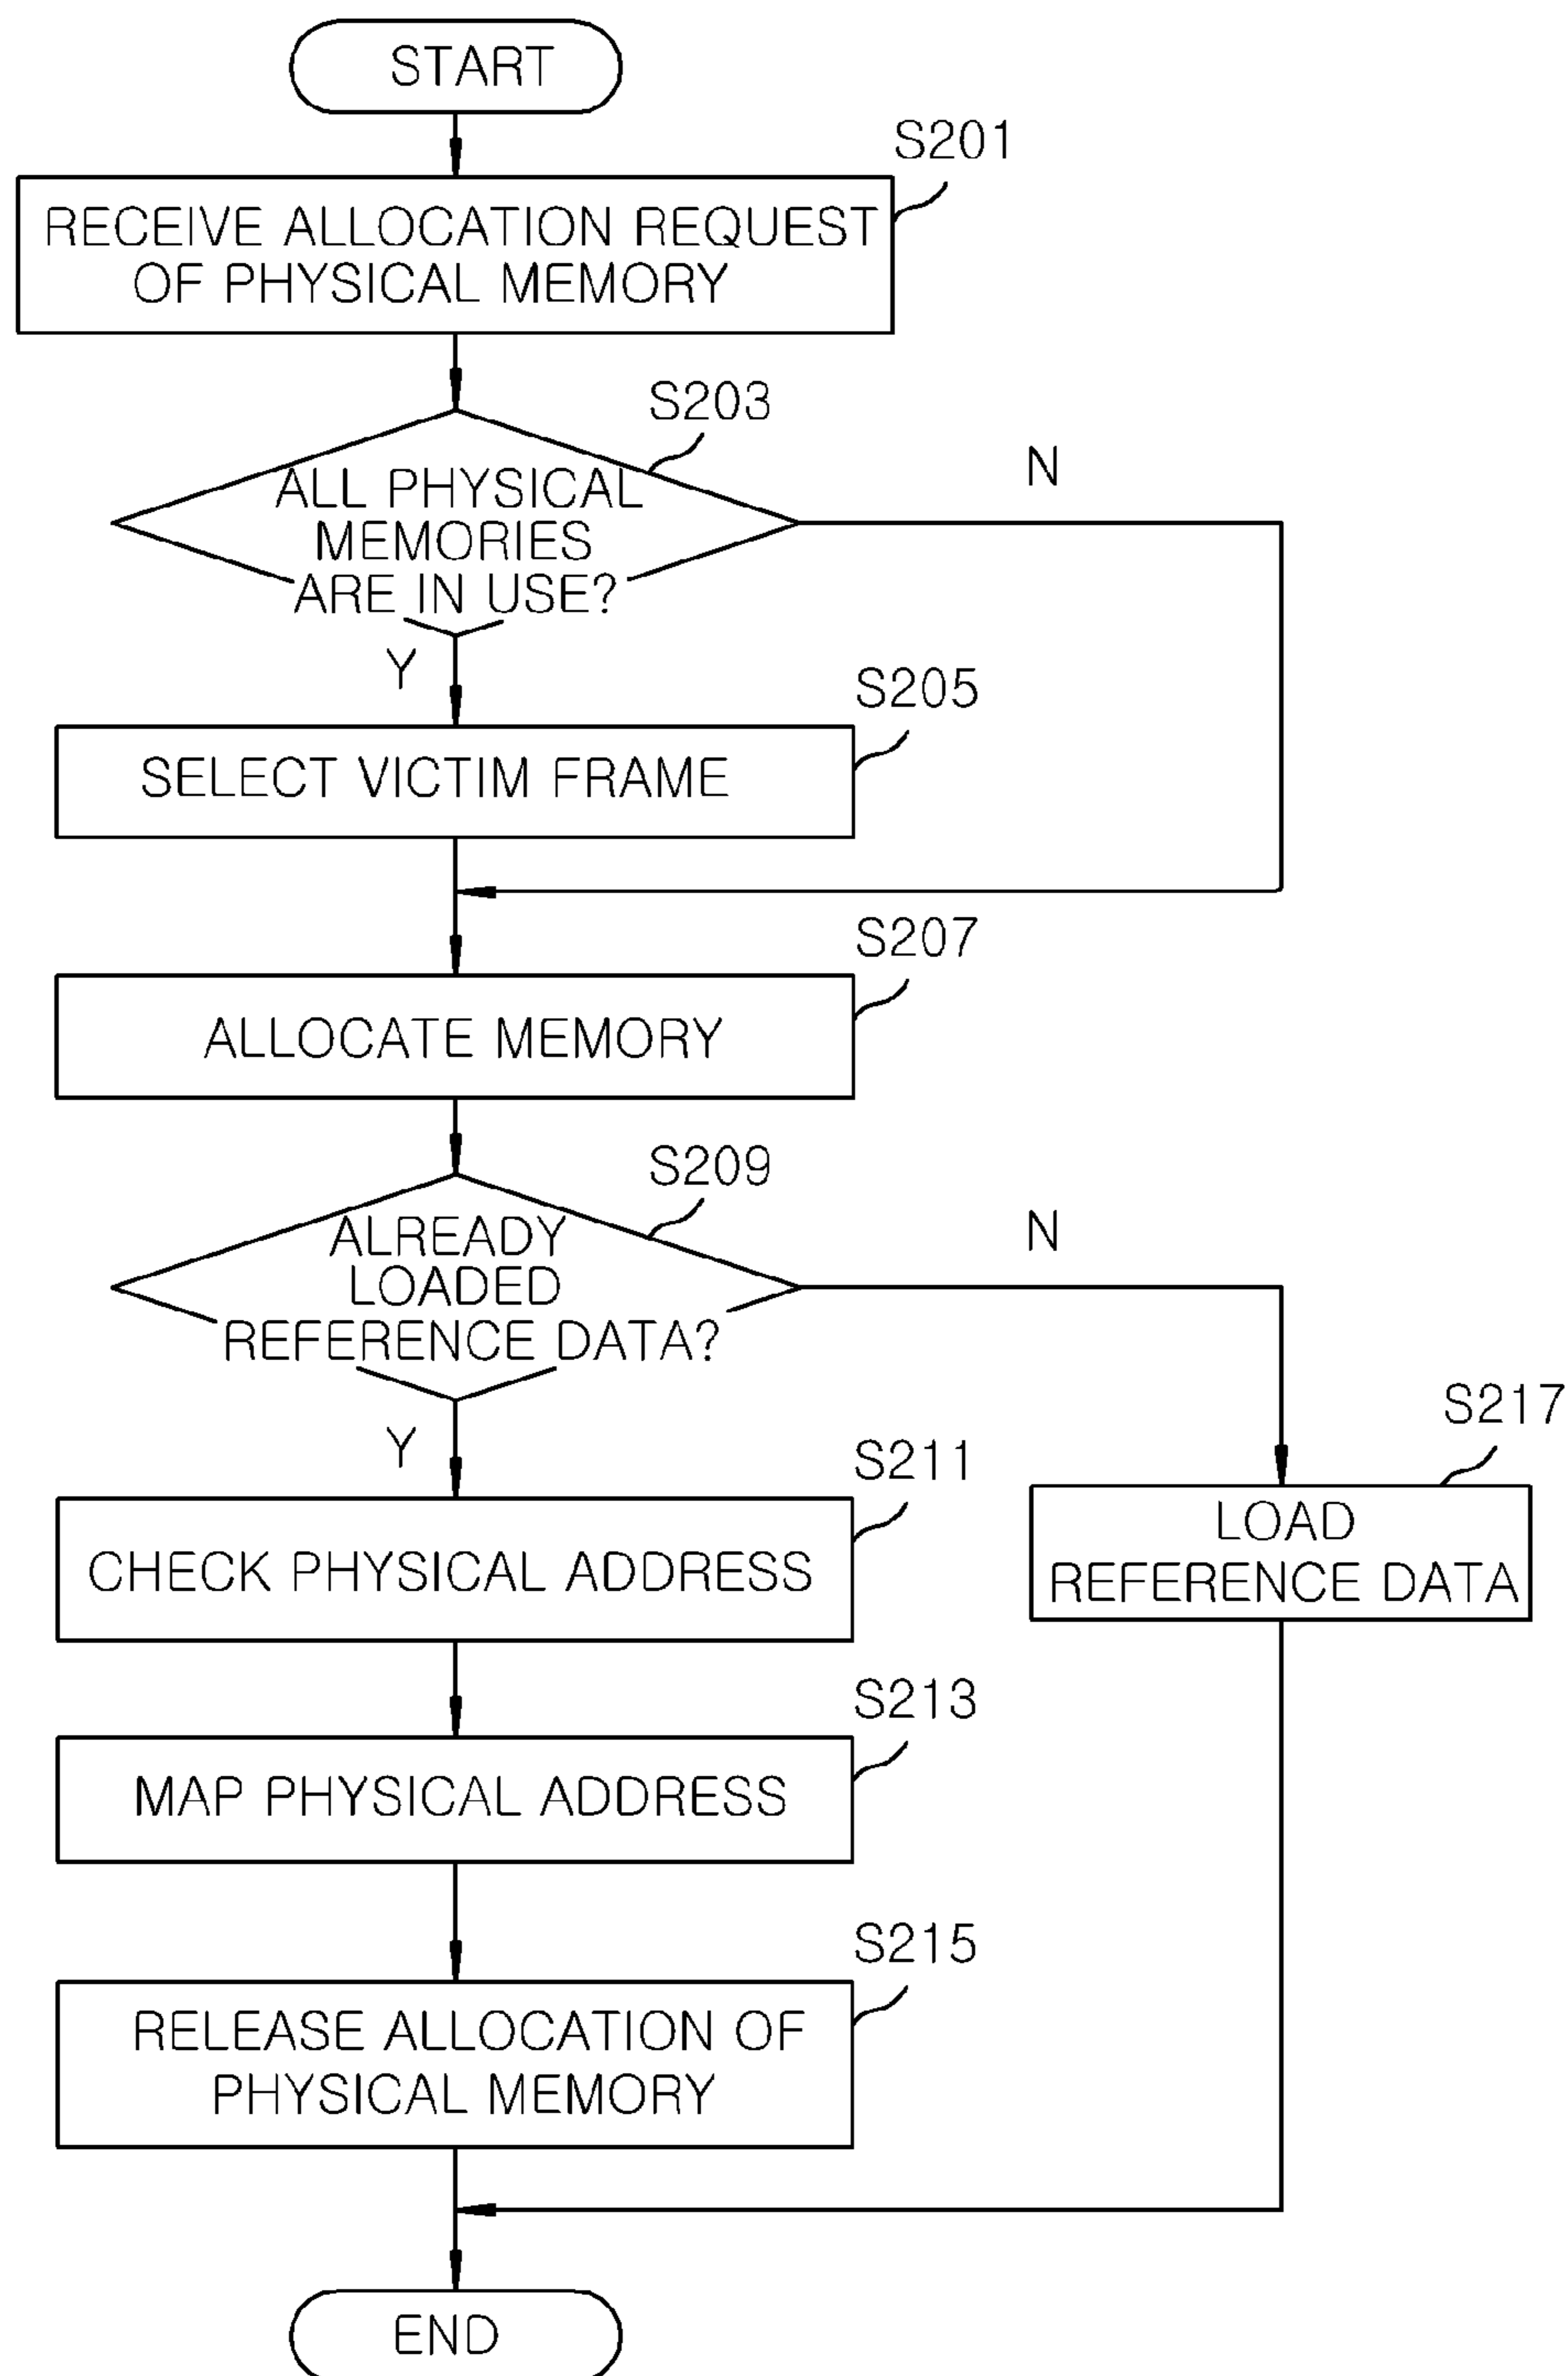 START
S201
RECEIVE ALLOCATION REQUEST
OF PHYSICAL MEMORY
S203
N
ALL PHYSICAL
MEMORIES
ARE IN USE?
Y
S205
SELECT VICTIM FRAME
S207
ALLOCATE MEMORY
S209
N
ALREADY
LOADED
REFERENCE DATA?
Y
S211
CHECK PHYSICAL ADDRESS
S217
LOAD
REFERENCE DATA
S213
MAP PHYSICAL ADDRESS
S215
RELEASE ALLOCATION OF
PHYSICAL MEMORY
END